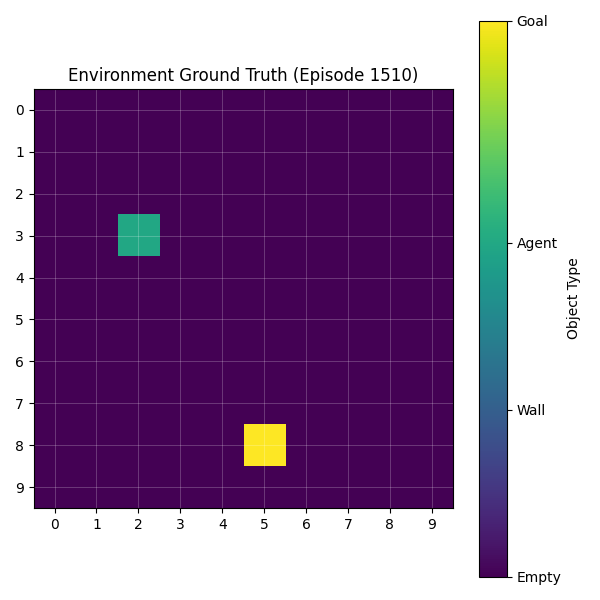 Environment Ground Truth (Episode 1510)
0
1
2
3
4
5
6
7
8
9
0 1 2 3 4 5 6 7 8 9
Goal
Agent
Wall
Empty
Object Type